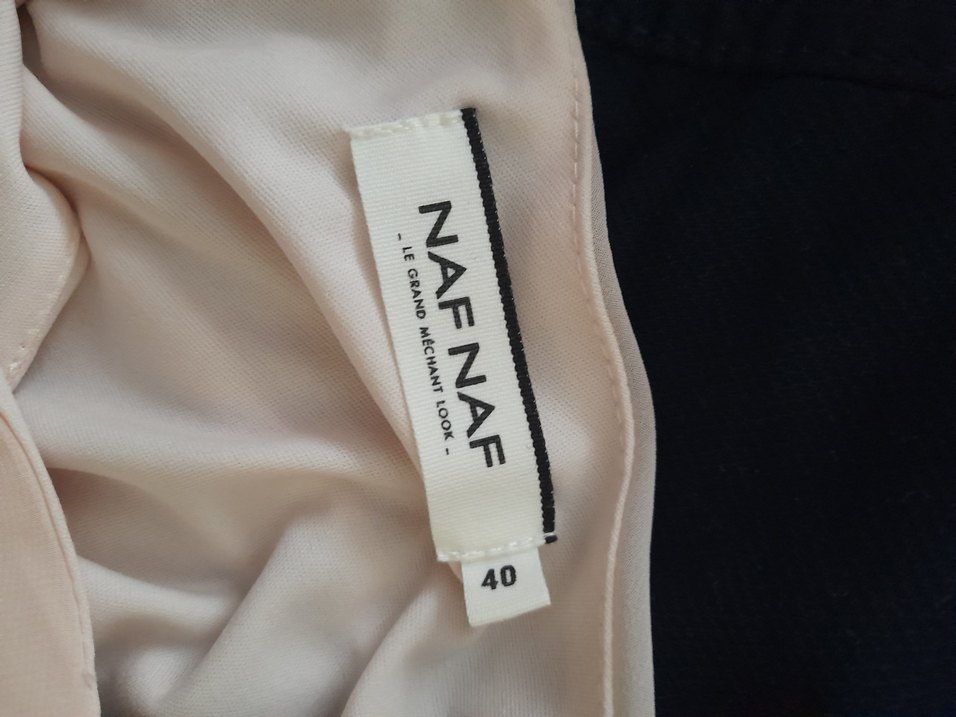 NAF NAF
- LE GRAND MÉCHANT LOOK -
40